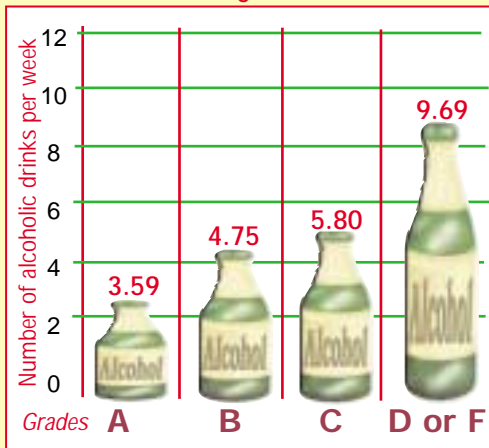 Number of alcoholic drinks per week
12
10
8
6
4
2
0
3.59
4.75
5.80
9.69
Alcohol
Alcohol
Alcohol
Alcohol
Grades A B C D or F